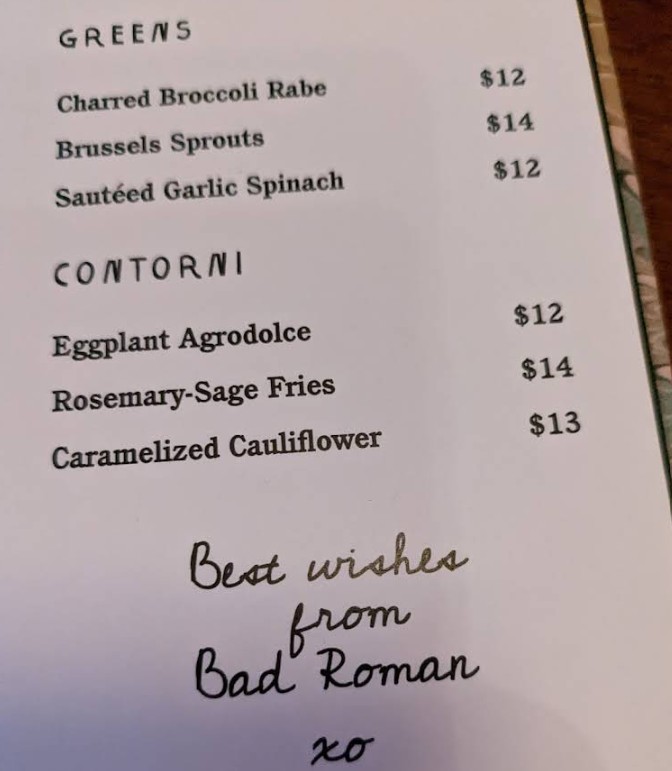 GREENS
Charred Broccoli Rabe $12
Brussels Sprouts $14
Sautéed Garlic Spinach $12
CONTORNI
Eggplant Agrodolce $12
Rosemary-Sage Fries $14
Caramelized Cauliflower $13
Best wishes
from
Bad Roman
xo